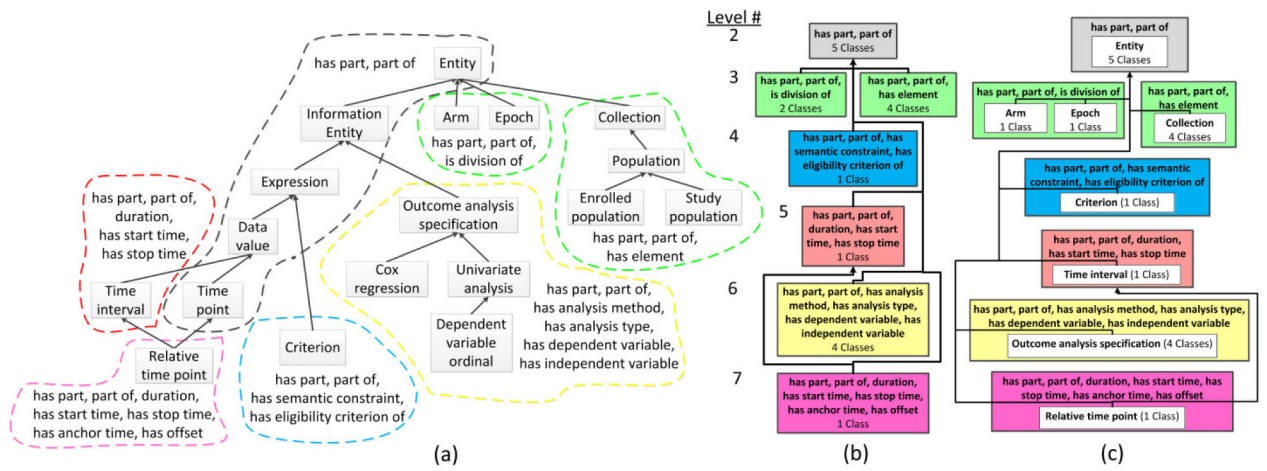 has part, part of
Entity
Information
Entity
Arm
Epoch
has part, part of,
is division of
Collection
Population
Enrolled
population
Study
population
has part, part of,
has element
Expression
has part, part of,
duration,
has start time,
has stop time
Data
value
Outcome analysis
specification
Cox
regression
Univariate
analysis
Dependent
variable
ordinal
has part, part of,
has analysis method,
has analysis type,
has dependent variable,
has independent variable
Time
interval
Time
point
Relative
time point
has part, part of, duration,
has start time, has stop time,
has anchor time, has offset
Criterion
has part, part of,
has semantic constraint,
has eligibility criterion of
(a)
Level #
2
3
4
5
6
7
has part, part of
5 Classes
has part, part of,
is division of
2 Classes
has part, part of,
has element
4 Classes
has part, part of, has
semantic constraint, has
eligibility criterion of
1 Class
has part, part of,
duration, has start
time, has stop time
1 Class
has part, part of, has analysis
method, has analysis type,
has dependent variable, has
independent variable
4 Classes
has part, part of, duration,
has start time, has stop time,
has anchor time, has offset
1 Class
(b)
has part, part of
Entity
5 Classes
has part, part of, is division of
Arm
1 Class
Epoch
1 Class
has part, part of,
has element
Collection
4 Classes
has part, part of, has semantic
constraint, has eligibility criterion of
Criterion (1 Class)
has part, part of, duration,
has start time, has stop time
Time interval (1 Class)
has part, part of, has analysis method, has analysis type,
has dependent variable, has independent variable
Outcome analysis specification (4 Classes)
has part, part of, duration, has start time, has
stop time, has anchor time, has offset
Relative time point (1 Class)
(c)